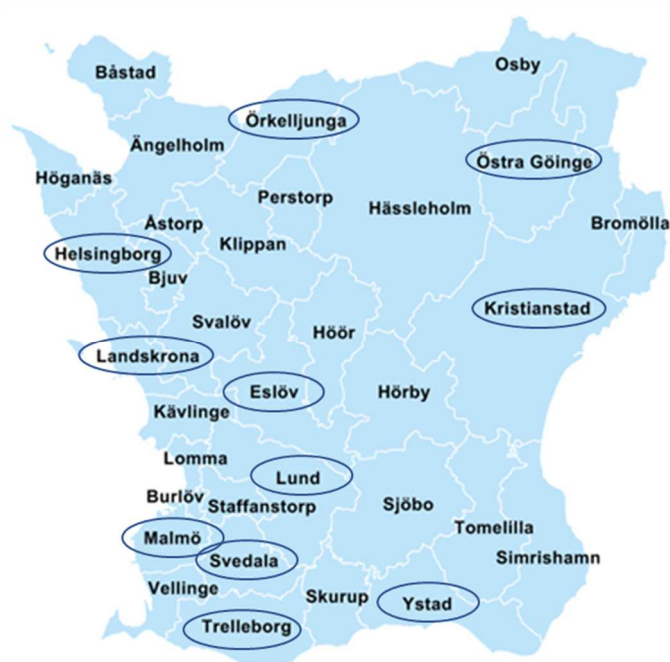 Båstad
Osby
Örkelljunga
Ängelholm
Östra Göinge
Höganäs
Perstorp
Hässleholm
Åstorp
Bromölla
Klippan
Helsingborg
Bjuv
Kristianstad
Svalöv
Höör
Landskrona
Eslöv
Hörby
Kävlinge
Lomma
Lund
Burlöv
Staffanstorp
Sjöbo
Tomelilla
Malmö
Simrishamn
Svedala
Vellinge
Skurup
Ystad
Trelleborg